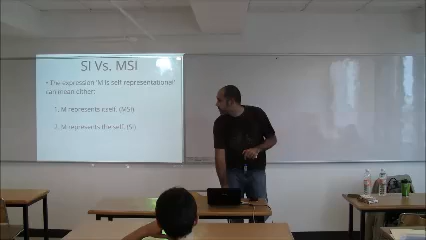 SI Vs. MSI
• The expression 'M is self-representational'
can mean either:
1. M represents itself. (MSI)
2. M represents the self. (SI)